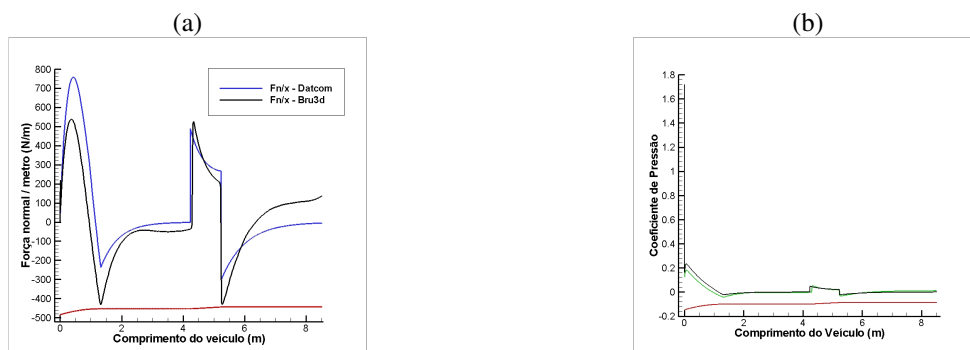 (a)
Força normal / metro (N/m)
800
700
600
500
400
300
200
100
0
-100
-200
-300
-400
-500
Fn/x - Datcom
Fn/x - Bru3d
0 2 4 6 8
Comprimento do veiculo (m)
(b)
Coeficiente de Pressão
1.8
1.6
1.4
1.2
1
0.8
0.6
0.4
0.2
0
-0.2
0 2 4 6 8
Comprimento do Veículo (m)